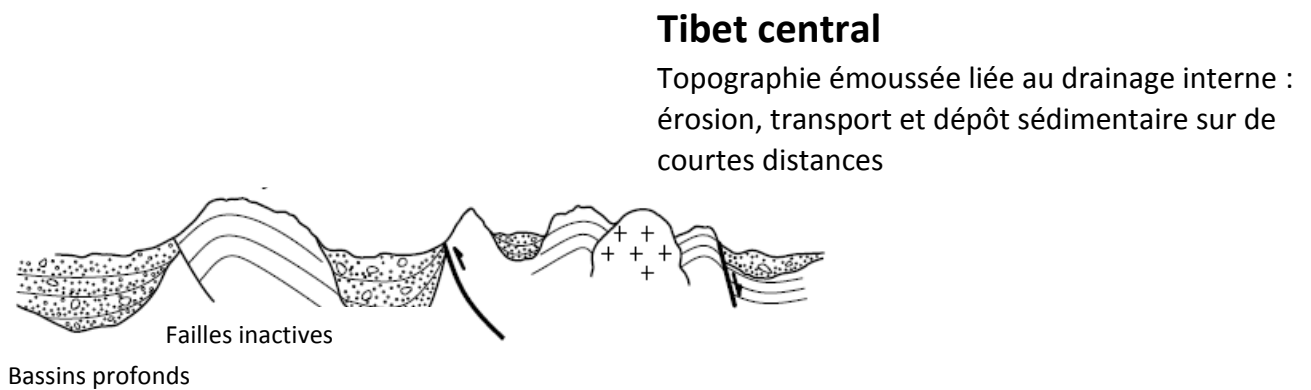 Tibet central
Topographie émoussée liée au drainage interne :
érosion, transport et dépôt sédimentaire sur de
courtes distances
Failles inactives
Bassins profonds